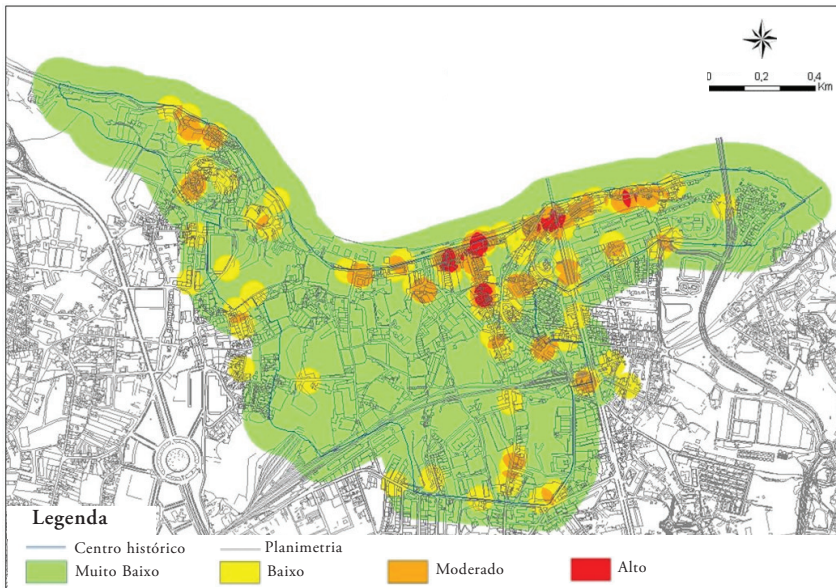 0 0,2 0,4
Km
Legenda
Centro histórico Planimetria
Muito Baixo Baixo Moderado Alto